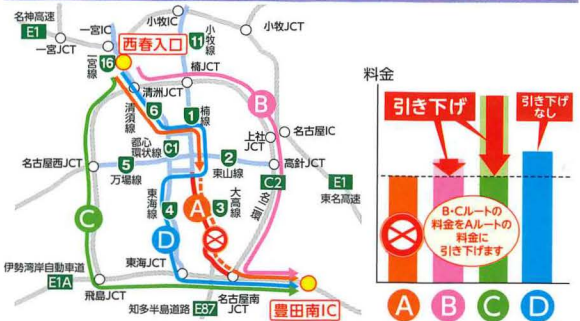 名神高速
E1
一宮JCT
一宮IC
16
一宮線
小牧IC
小牧JCT
西春入口
11
小牧線
楠JCT
清洲JCT
清須線
6
1
楠線
都心
環状線
C1
B
上社
JCT
名古屋IC
高針JCT
名古屋西JCT
5
万場線
2
東山線
C2
E1
東名高速
東海線
4
A
3
大高線
名二環
C
D
伊勢湾岸自動車道
E1A
飛島JCT
東海JCT
知多半島道路
E87
名古屋南
JCT
豊田南IC
料金
引き下げ
引き下げ
なし
B・Cルートの
料金をAルートの
料金に
引き下げます
A
B
C
D